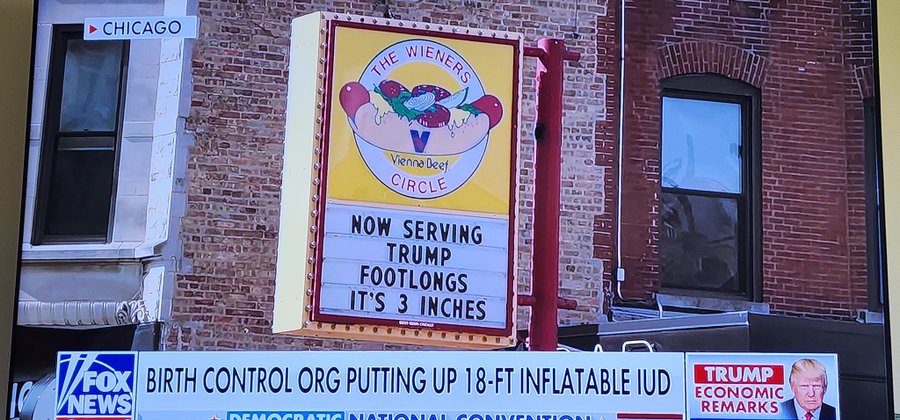 CHICAGO
THE WIENERS
V
Vienna Beef
CIRCLE
NOW SERVING
TRUMP
FOOTLONGS
IT'S 3 INCHES
FOX
NEWS
BIRTH CONTROL ORG PUTTING UP 18-FT INFLATABLE IUD
TRUMP
ECONOMIC
REMARKS
DEMOCRATIC NATIONAL CONVENTION